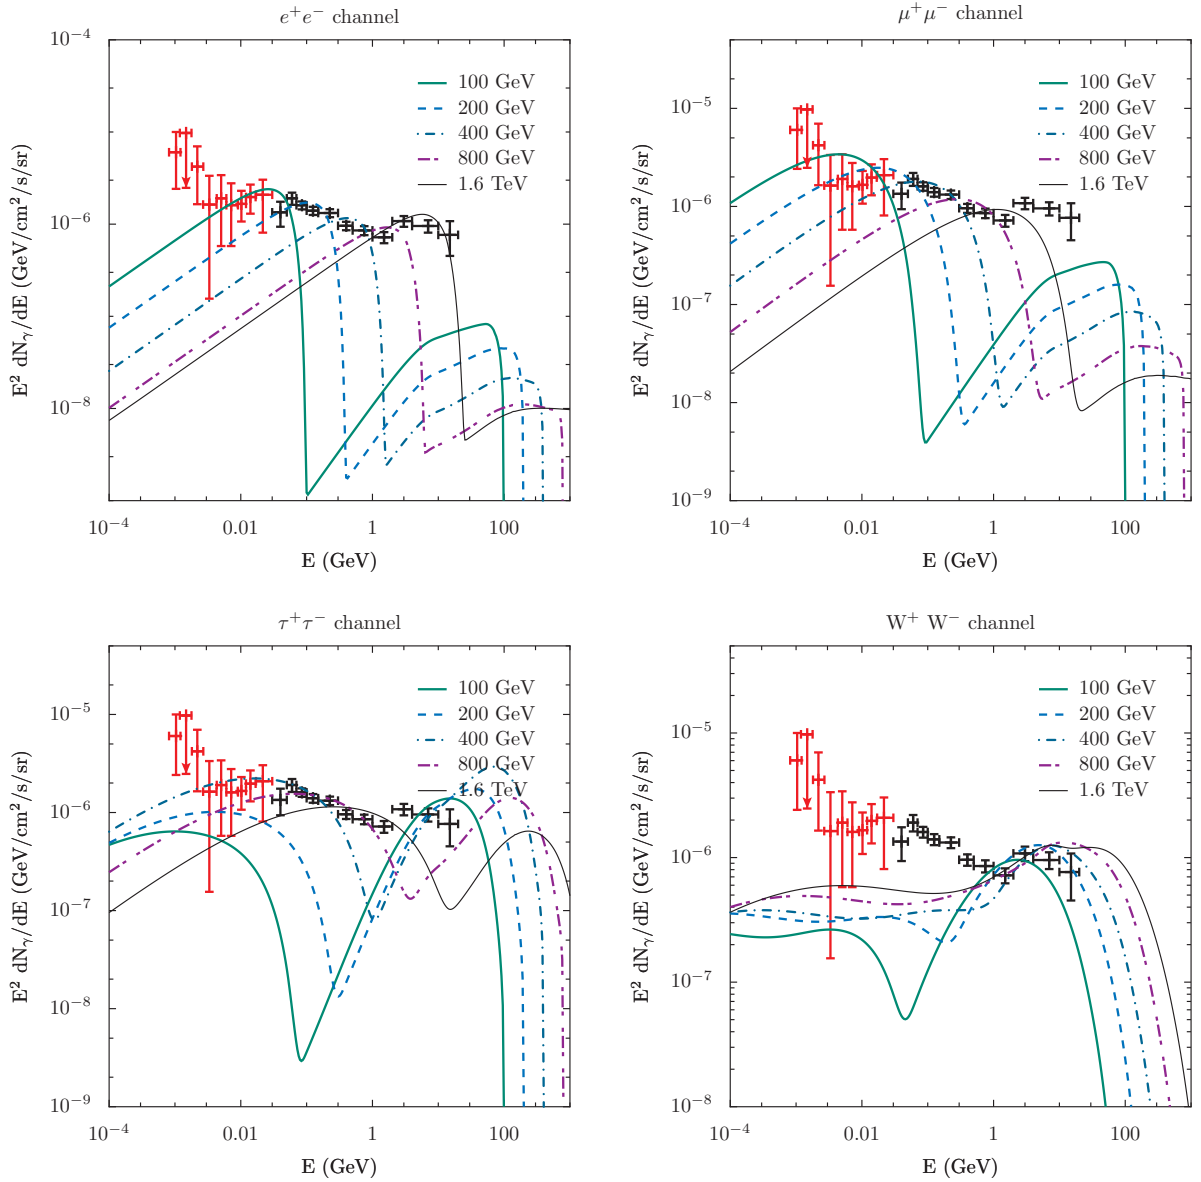 e⁺e⁻ channel
10⁻⁴
10⁻⁶
10⁻⁸
E² dNγ/dE (GeV/cm²/s/sr)
100 GeV
200 GeV
400 GeV
800 GeV
1.6 TeV
10⁻⁴ 0.01 1 100
E (GeV)
μ⁺μ⁻ channel
10⁻⁵
10⁻⁶
10⁻⁷
10⁻⁸
10⁻⁹
E² dNγ/dE (GeV/cm²/s/sr)
100 GeV
200 GeV
400 GeV
800 GeV
1.6 TeV
10⁻⁴ 0.01 1 100
E (GeV)
τ⁺τ⁻ channel
10⁻⁵
10⁻⁶
10⁻⁷
10⁻⁸
10⁻⁹
E² dNγ/dE (GeV/cm²/s/sr)
100 GeV
200 GeV
400 GeV
800 GeV
1.6 TeV
10⁻⁴ 0.01 1 100
E (GeV)
W⁺ W⁻ channel
10⁻⁵
10⁻⁶
10⁻⁷
10⁻⁸
E² dNγ/dE (GeV/cm²/s/sr)
100 GeV
200 GeV
400 GeV
800 GeV
1.6 TeV
10⁻⁴ 0.01 1 100
E (GeV)